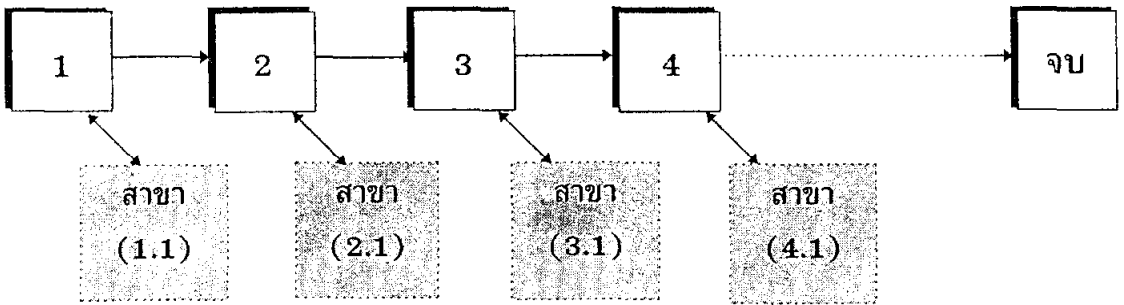 1 2 3 4 จบ
สาขา สาขา สาขา สาขา
(1.1) (2.1) (3.1) (4.1)